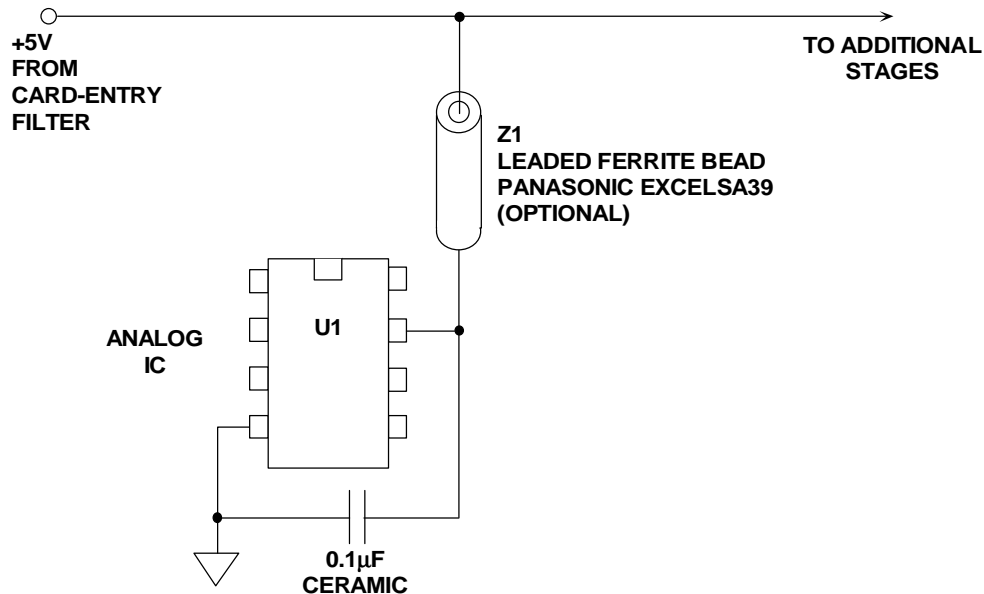 +5V
FROM
CARD-ENTRY
FILTER
TO ADDITIONAL
STAGES
Z1
LEADED FERRITE BEAD
PANASONIC EXCELSA39
(OPTIONAL)
ANALOG
IC
U1
0.1μF
CERAMIC